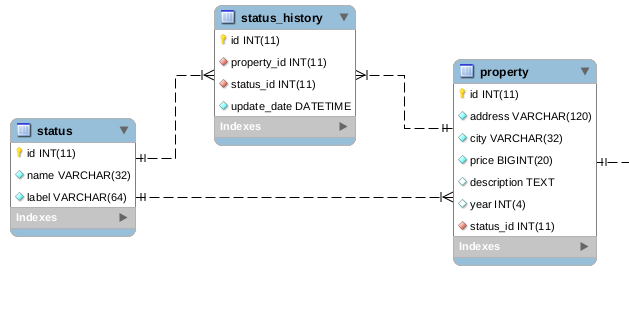 status_history
id INT(11)
property_id INT(11)
status_id INT(11)
update_date DATETIME
Indexes
property
id INT(11)
address VARCHAR(120)
city VARCHAR(32)
price BIGINT(20)
description TEXT
year INT(4)
status_id INT(11)
Indexes
status
id INT(11)
name VARCHAR(32)
label VARCHAR(64)
Indexes